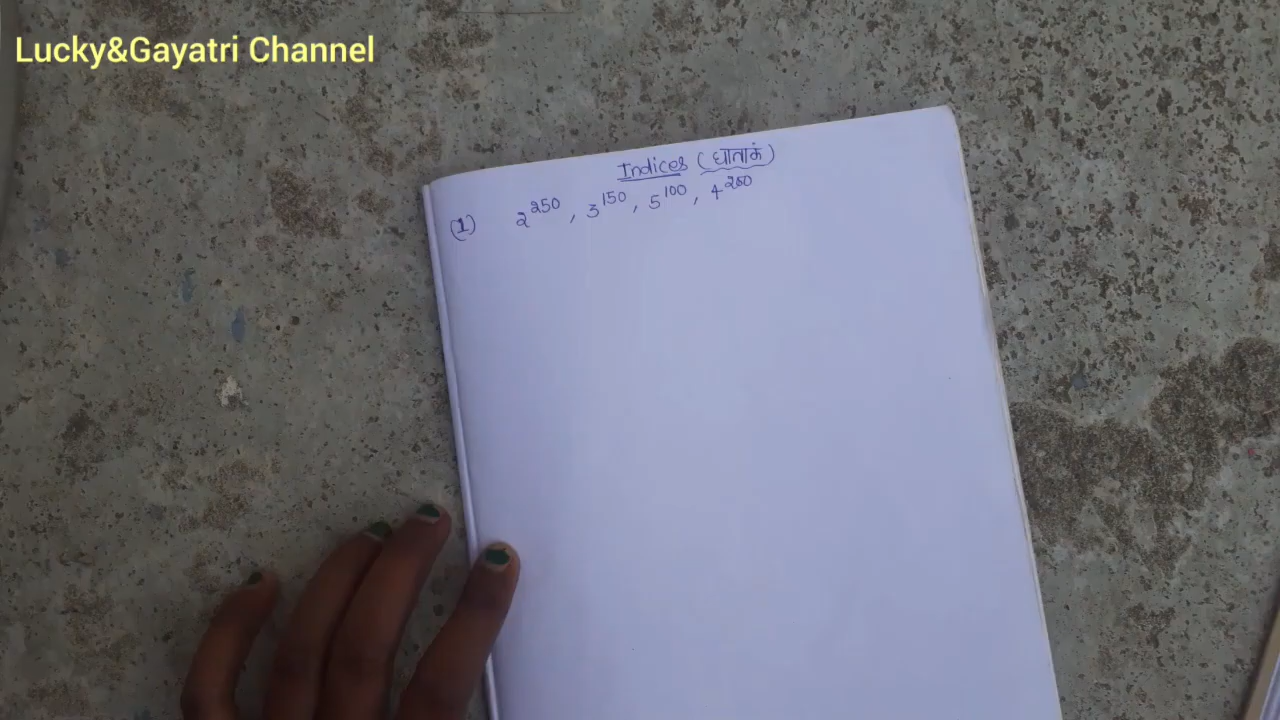 Lucky&Gayatri Channel
Indices (घाताकं)
(1) 2^250, 3^150, 5^100, 4^200